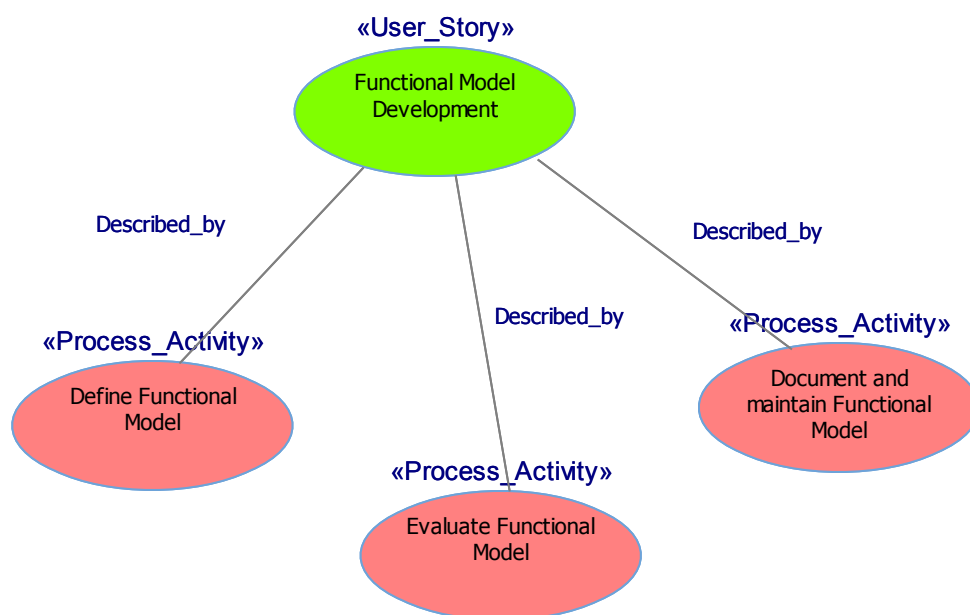 «User_Story»
Functional Model
Development
Described_by
Described_by
Described_by
«Process_Activity»
Define Functional
Model
«Process_Activity»
Document and
maintain Functional
Model
«Process_Activity»
Evaluate Functional
Model